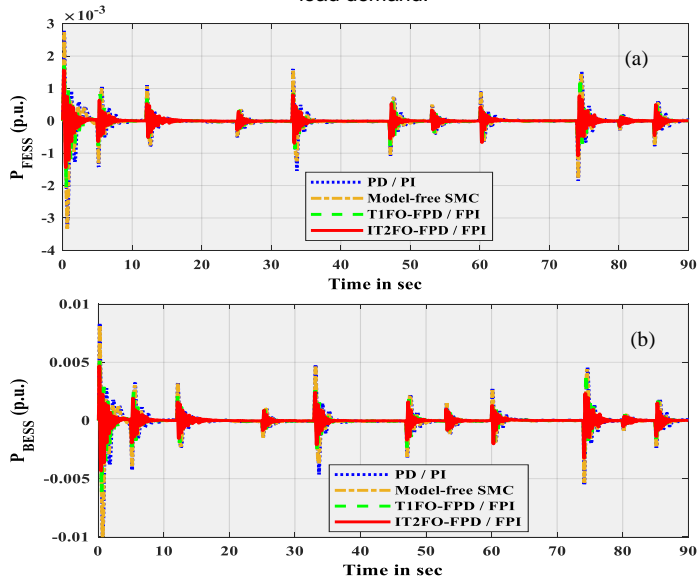 load demand.
×10⁻³
3
2
1
0
-1
-2
-3
-4
P_FESS (p.u.)
(a)
PD / PI
Model-free SMC
T1FO-FPD / FPI
IT2FO-FPD / FPI
0 10 20 30 40 50 60 70 80 90
Time in sec
0.01
0.005
0
-0.005
-0.01
P_BESS (p.u.)
(b)
PD / PI
Model-free SMC
T1FO-FPD / FPI
IT2FO-FPD / FPI
0 10 20 30 40 50 60 70 80 90
Time in sec